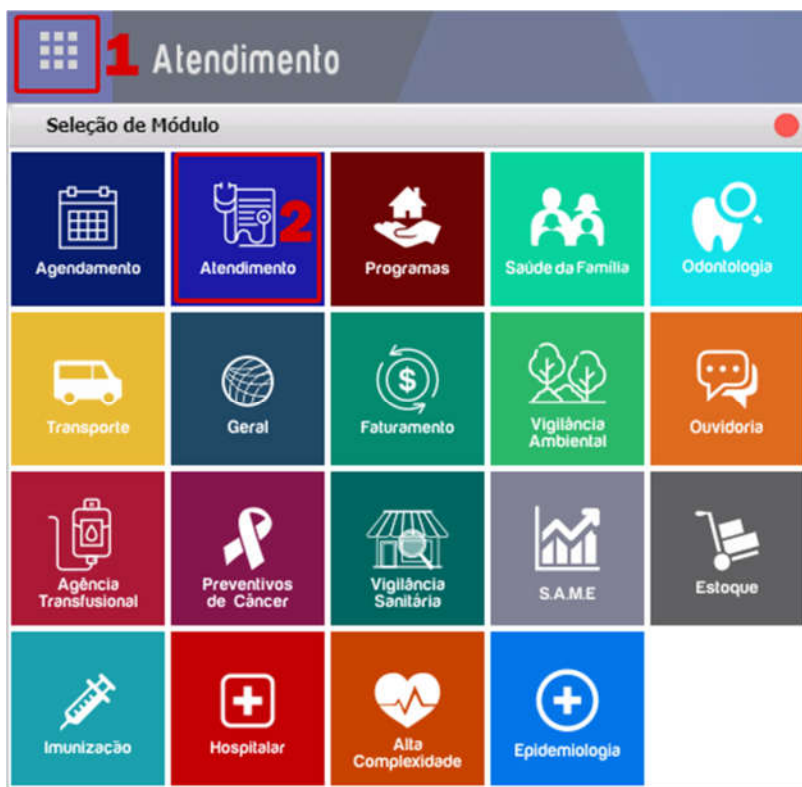 1 Atendimento
Seleção de Módulo
Agendamento
Atendimento
2
Programas
Saúde da Família
Odontologia
Transporte
Geral
$
Faturamento
Vigilância
Ambiental
Ouvidoria
Agência
Transfusional
Preventivos
de Câncer
Vigilância
Sanitária
S.A.M.E
Estoque
Imunização
Hospitalar
Alta
Complexidade
Epidemiologia